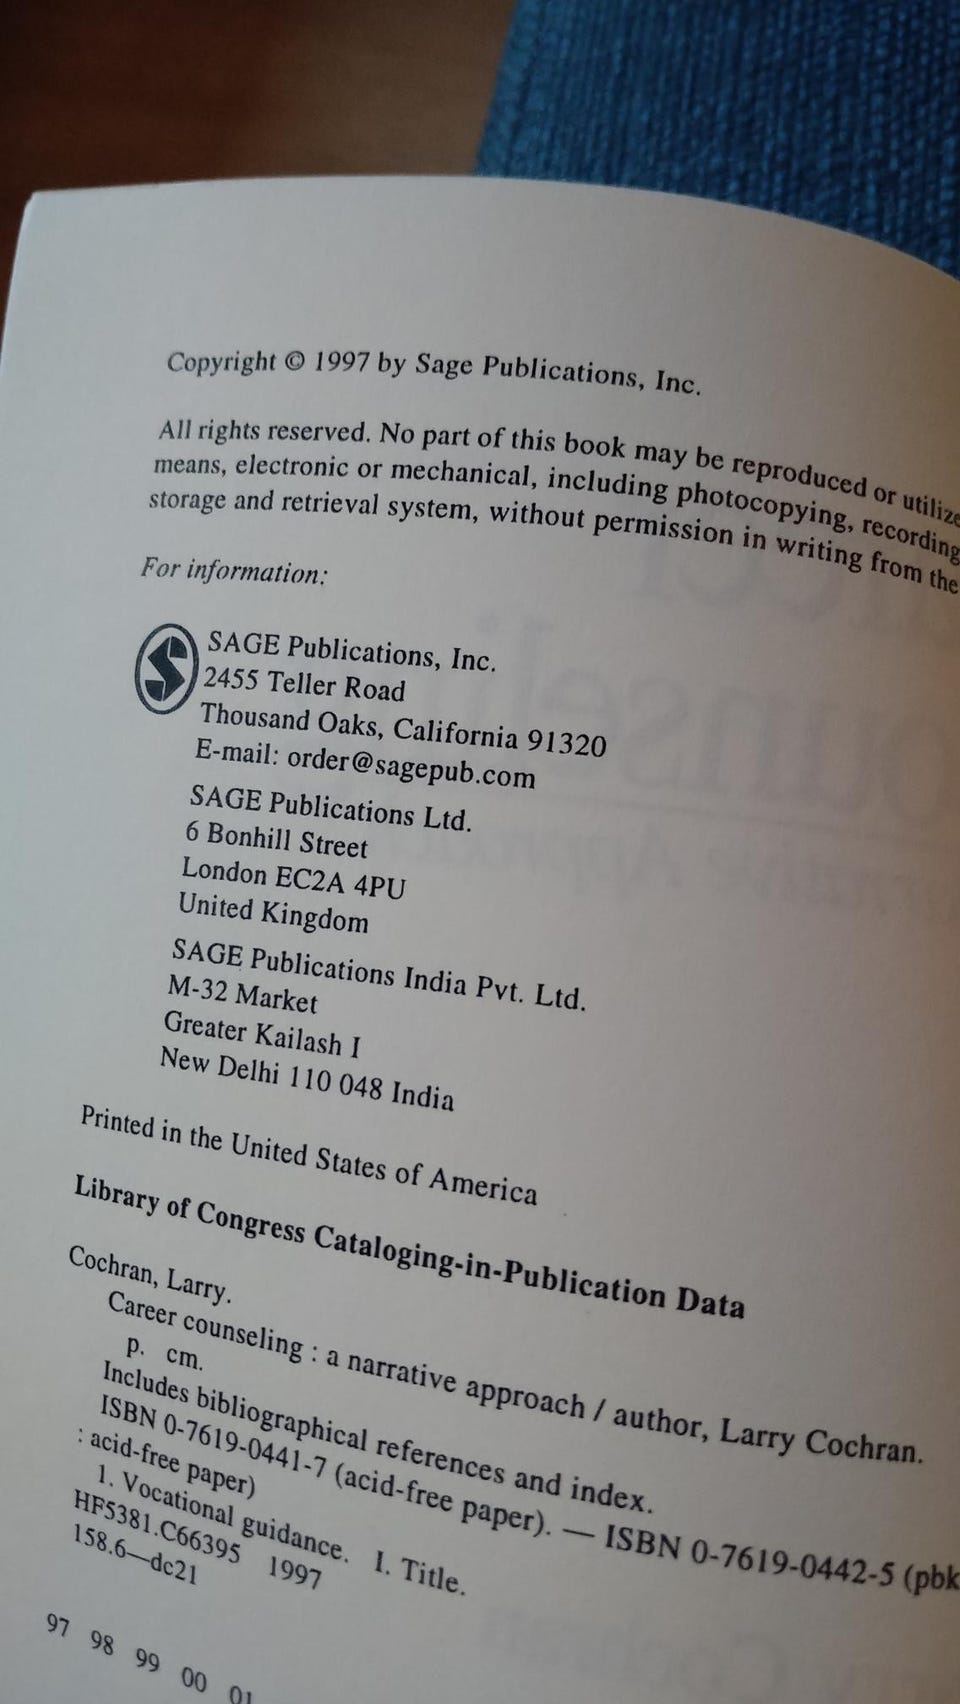 Copyright © 1997 by Sage Publications, Inc.
All rights reserved. No part of this book may be reproduced or utilize
means, electronic or mechanical, including photocopying, recording
storage and retrieval system, without permission in writing from the
For information:
SAGE Publications, Inc.
2455 Teller Road
Thousand Oaks, California 91320
E-mail: order@sagepub.com
SAGE Publications Ltd.
6 Bonhill Street
London EC2A 4PU
United Kingdom
SAGE Publications India Pvt. Ltd.
M-32 Market
Greater Kailash I
New Delhi 110 048 India
Printed in the United States of America
Library of Congress Cataloging-in-Publication Data
Cochran, Larry.
Career counseling : a narrative approach / author, Larry Cochran.
p. cm.
Includes bibliographical references and index.
ISBN 0-7619-0441-7 (acid-free paper). — ISBN 0-7619-0442-5 (pbk
: acid-free paper)
1. Vocational guidance. I. Title.
HF5381.C66395 1997
158.6—dc21
97 98 99 00 01